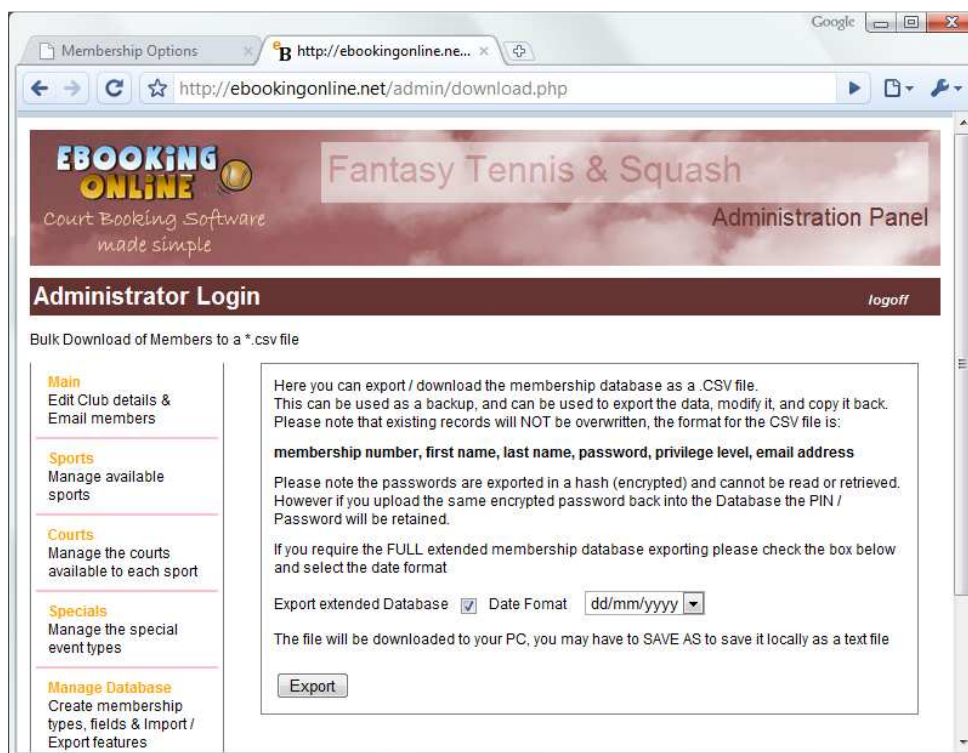 Google
Membership Options
eB http://ebookingonline.ne...
http://ebookingonline.net/admin/download.php
EBOOKING
ONLINE
Court Booking Software
made simple
Fantasy Tennis & Squash
Administration Panel
Administrator Login
logoff
Bulk Download of Members to a *.csv file
Main
Edit Club details &
Email members
Sports
Manage available
sports
Courts
Manage the courts
available to each sport
Specials
Manage the special
event types
Manage Database
Create membership
types, fields & Import /
Export features
Here you can export / download the membership database as a .CSV file.
This can be used as a backup, and can be used to export the data, modify it, and copy it back.
Please note that existing records will NOT be overwritten, the format for the CSV file is:
membership number, first name, last name, password, privilege level, email address
Please note the passwords are exported in a hash (encrypted) and cannot be read or retrieved.
However if you upload the same encrypted password back into the Database the PIN /
Password will be retained.
If you require the FULL extended membership database exporting please check the box below
and select the date format
Export extended Database Date Fomat dd/mm/yyyy
The file will be downloaded to your PC, you may have to SAVE AS to save it locally as a text file
Export